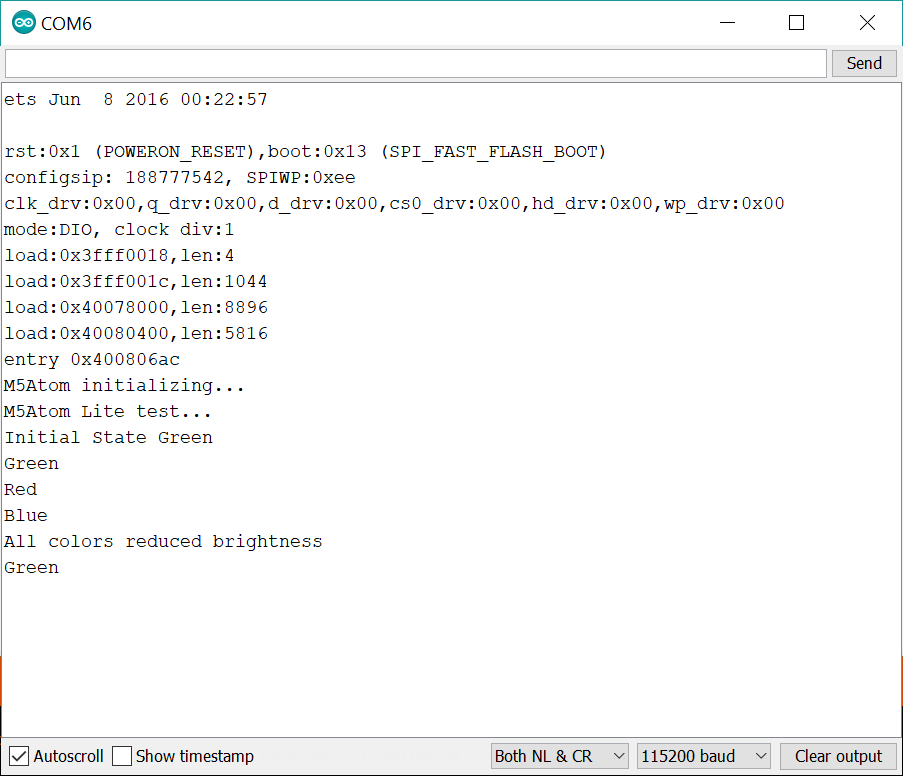 COM6
Send
ets Jun  8 2016 00:22:57
rst:0x1 (POWERON_RESET),boot:0x13 (SPI_FAST_FLASH_BOOT)
configsip: 188777542, SPIWP:0xee
clk_drv:0x00,q_drv:0x00,d_drv:0x00,cs0_drv:0x00,hd_drv:0x00,wp_drv:0x00
mode:DIO, clock div:1
load:0x3fff0018,len:4
load:0x3fff001c,len:1044
load:0x40078000,len:8896
load:0x40080400,len:5816
entry 0x400806ac
M5Atom initializing...
M5Atom Lite test...
Initial State Green
Green
Red
Blue
All colors reduced brightness
Green
Autoscroll Show timestamp Both NL & CR 115200 baud Clear output